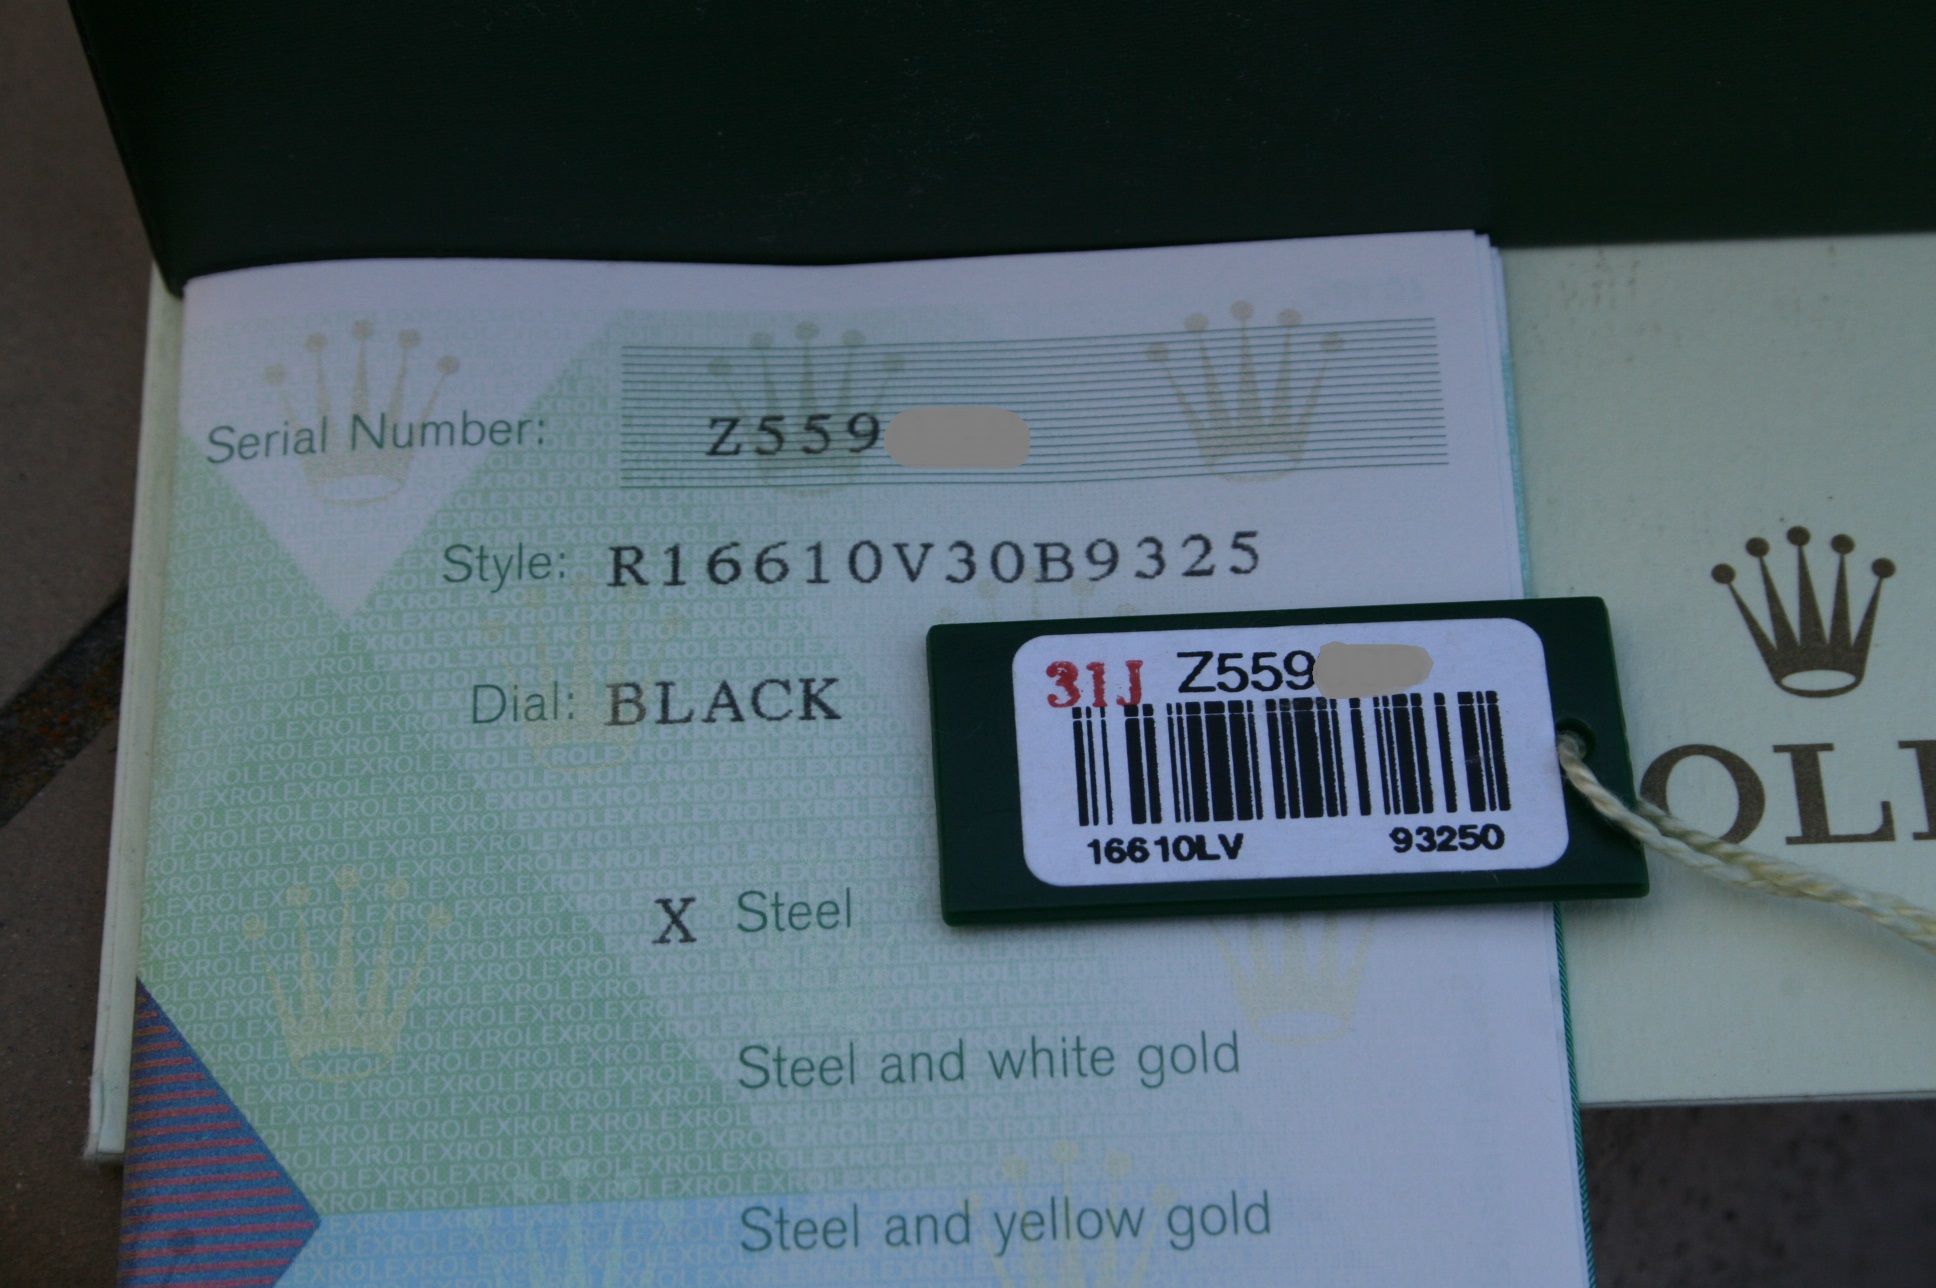 Serial Number: Z559
Style: R16610V30B9325
Dial: BLACK
31J Z559
16610LV 93250
X Steel
Steel and white gold
Steel and yellow gold
OLE